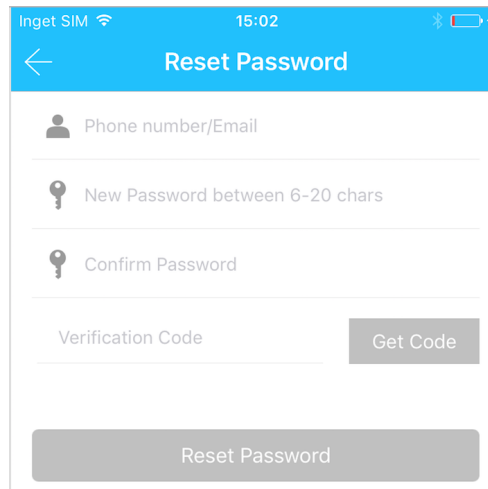 Inget SIM 15:02
Reset Password
Phone number/Email
New Password between 6-20 chars
Confirm Password
Verification Code Get Code
Reset Password